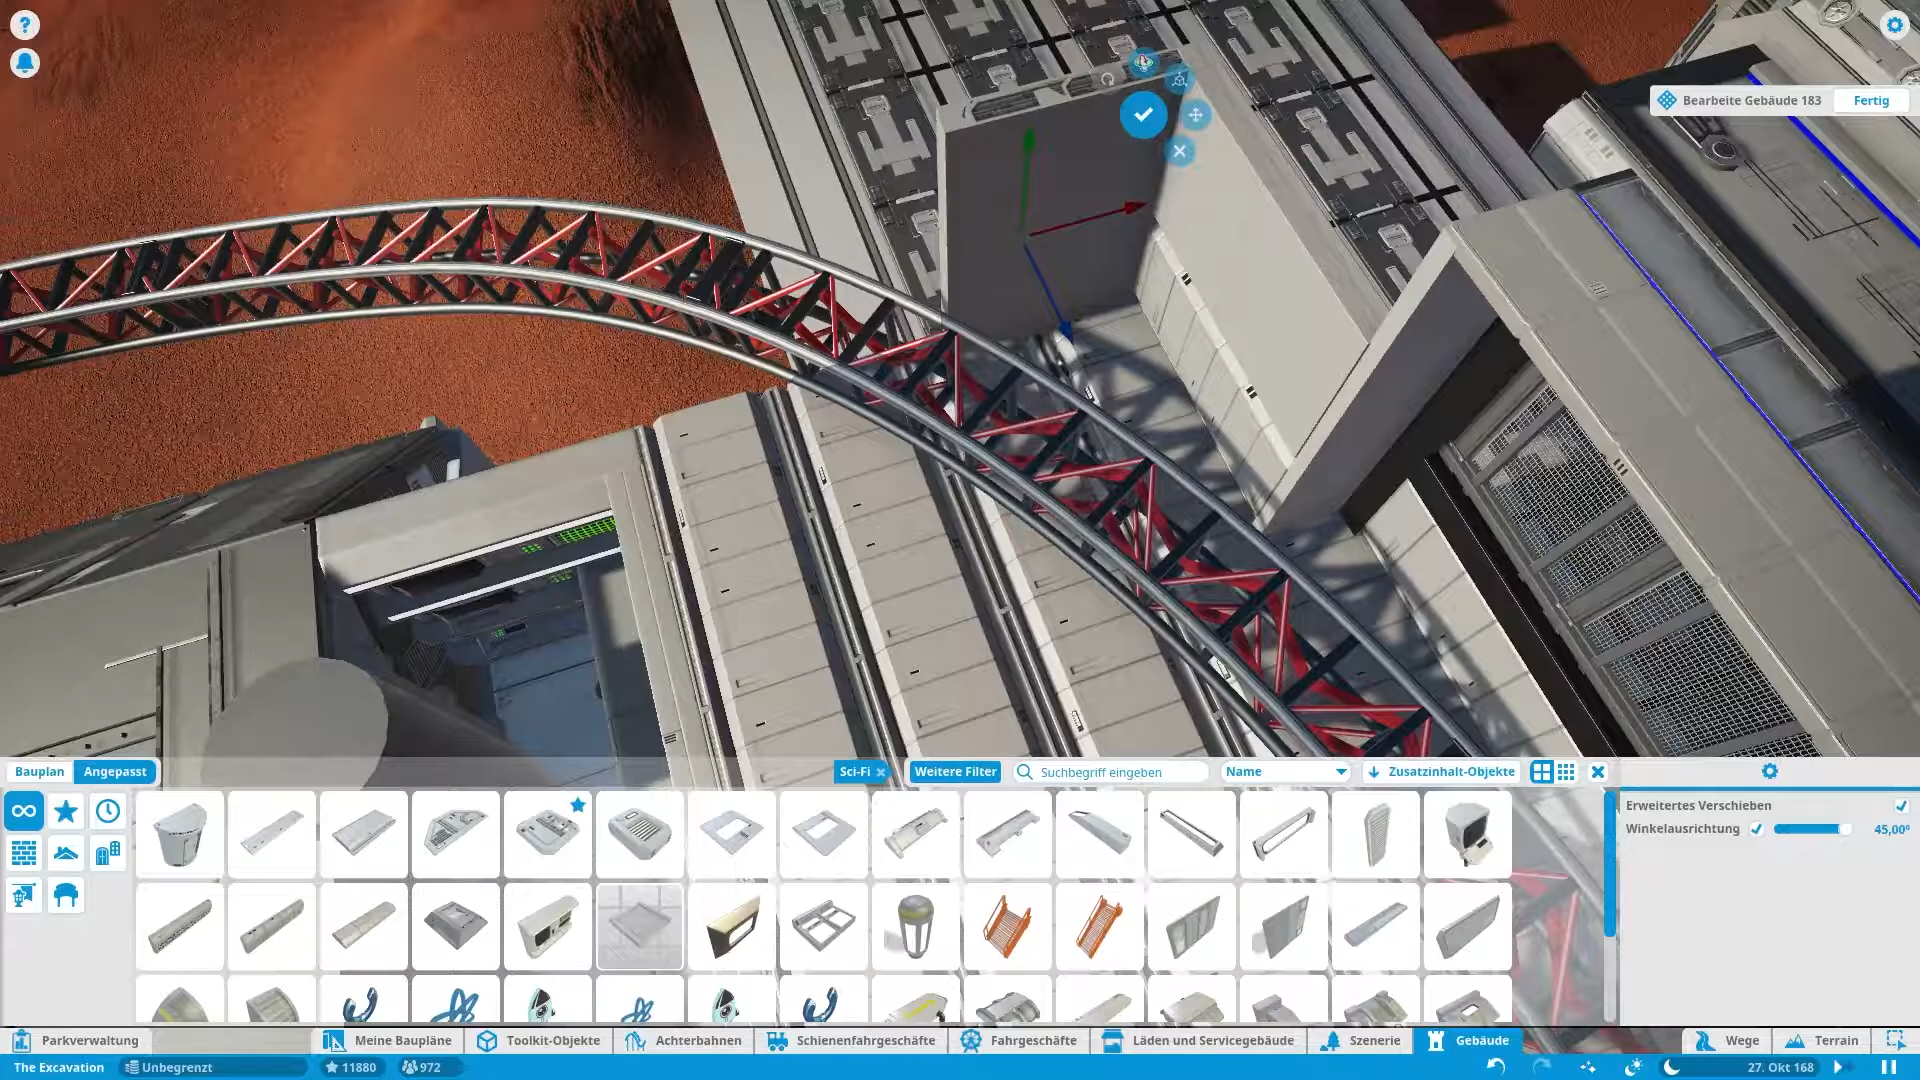 ?
Bearbeite Gebäude 183
Fertig
Bauplan
Angepasst
Sci-Fi
Weitere Filter
Suchbegriff eingeben
Name
Zusatzinhalt-Objekte
Erweitertes Verschieben
Winkelausrichtung
45,00°
Parkverwaltung
Meine Baupläne
Toolkit-Objekte
Achterbahnen
Schienenfahrgeschäfte
Fahrgeschäfte
Läden und Servicegebäude
Szenerie
Gebäude
Wege
Terrain
The Excavation
Unbegrenzt
11880
972
27. Okt 168